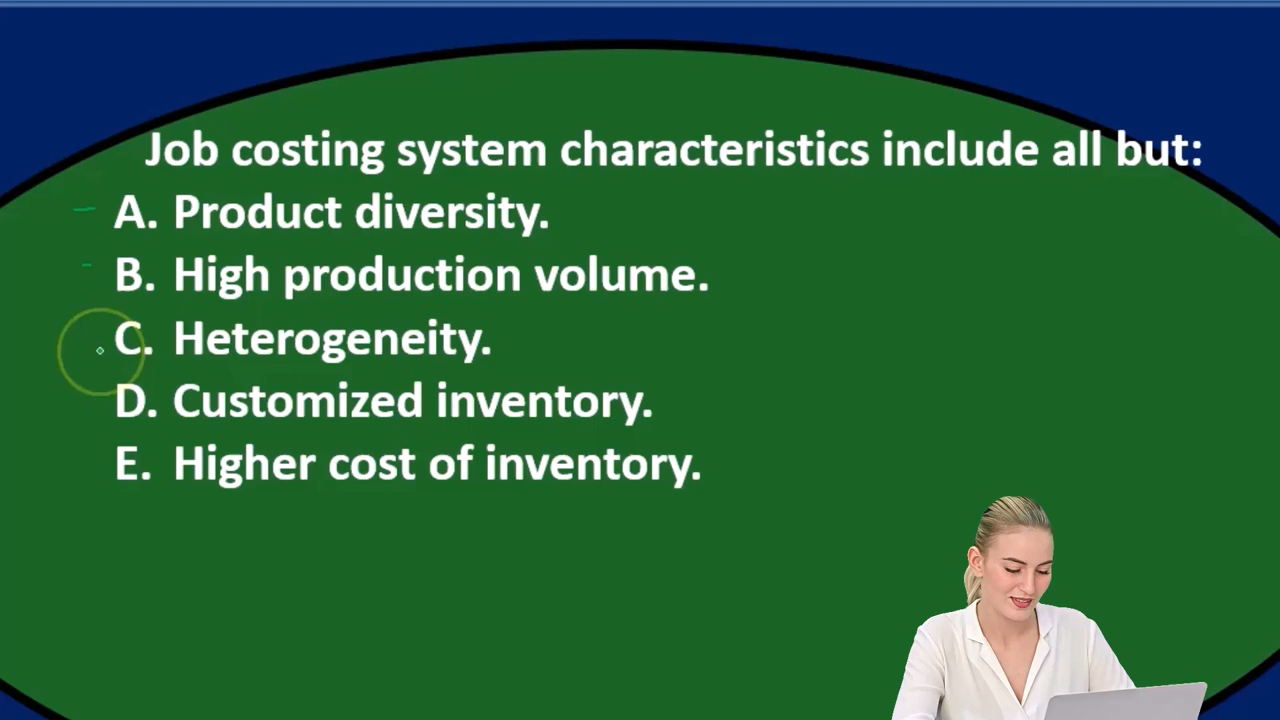 Job costing system characteristics include all but:
A. Product diversity.
B. High production volume.
C. Heterogeneity.
D. Customized inventory.
E. Higher cost of inventory.